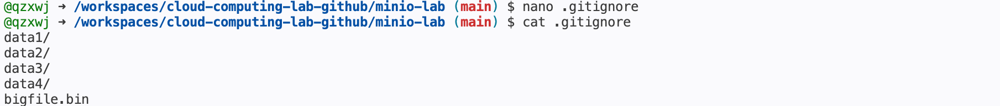 @qzxwj ➜ /workspaces/cloud-computing-lab-github/minio-lab (main) $ nano .gitignore
@qzxwj ➜ /workspaces/cloud-computing-lab-github/minio-lab (main) $ cat .gitignore
data1/
data2/
data3/
data4/
bigfile.bin